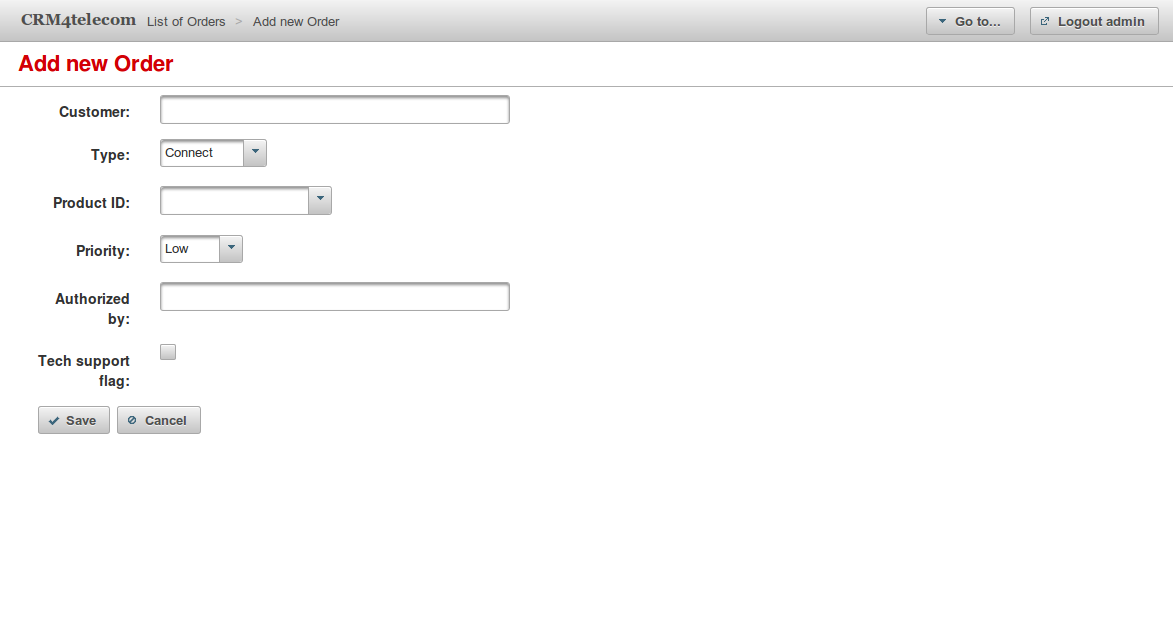 CRM4telecom List of Orders > Add new Order Go to... Logout admin
Add new Order
Customer:
Type: Connect
Product ID:
Priority: Low
Authorized
by:
Tech support
flag:
Save Cancel